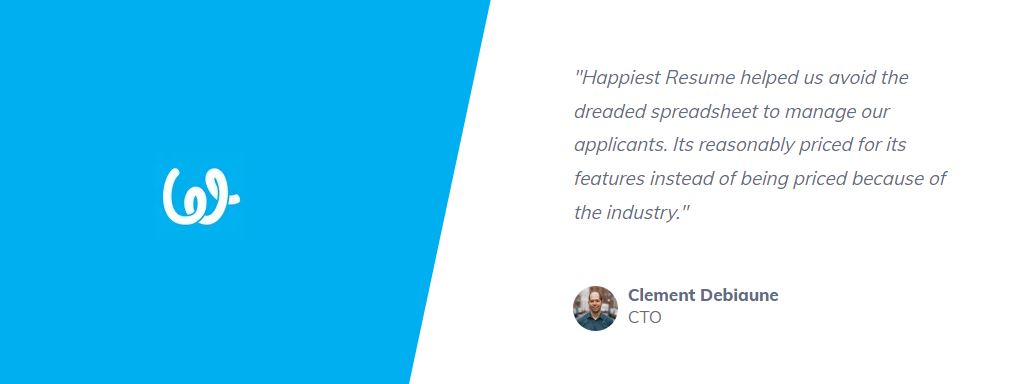 "Happiest Resume helped us avoid the
dreaded spreadsheet to manage our
applicants. Its reasonably priced for its
features instead of being priced because of
the industry."
Clement Debiaune
CTO